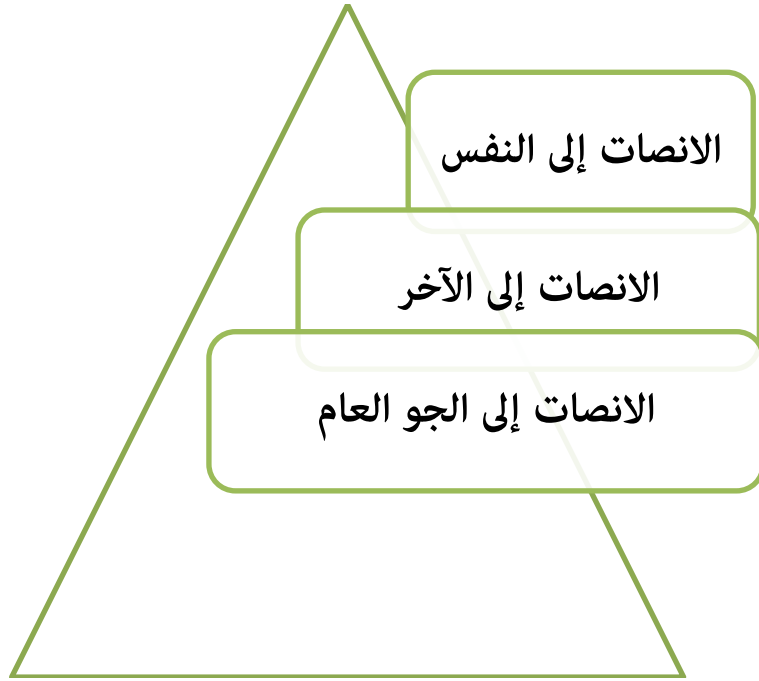 الانصات إلى النفس
الانصات إلى الآخر
الانصات إلى الجو العام